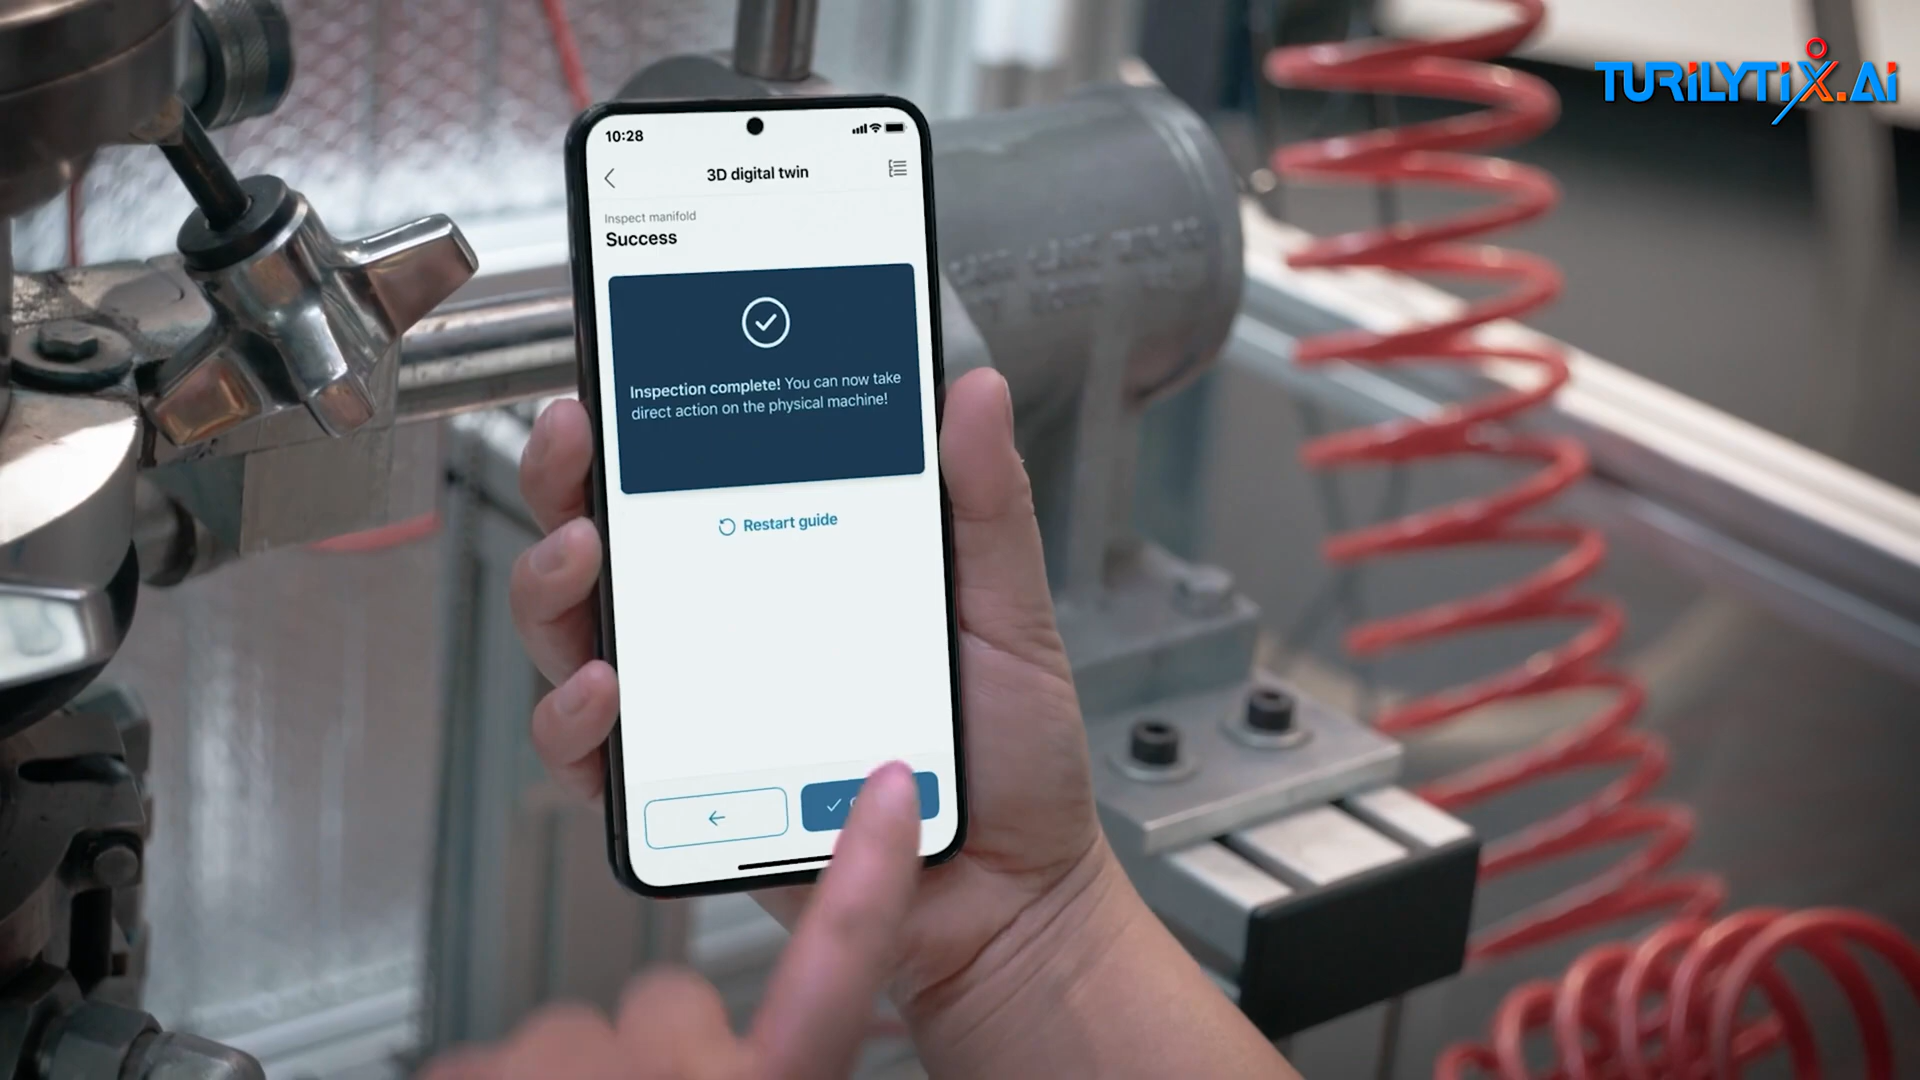 TURiLYTiX.Ai
10:28
3D digital twin
Inspect manifold
Success
Inspection complete! You can now take
direct action on the physical machine!
Restart guide